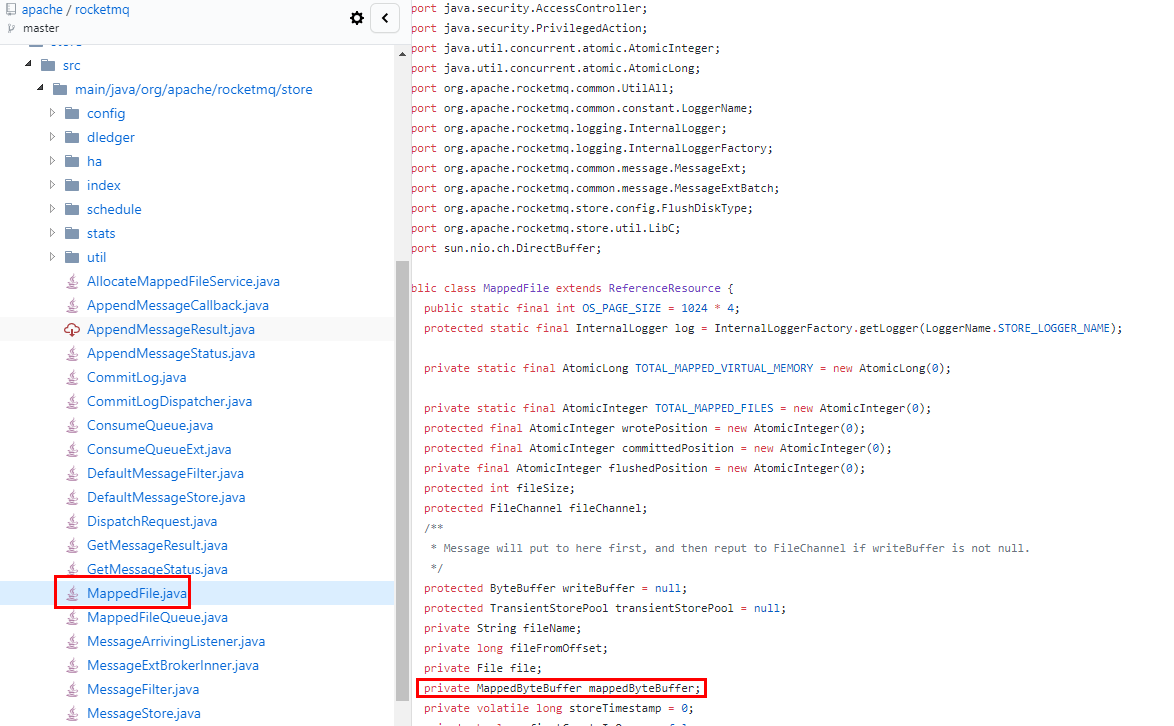 apache / rocketmq
master
src
main/java/org/apache/rocketmq/store
config
dledger
ha
index
schedule
stats
util
AllocateMappedFileService.java
AppendMessageCallback.java
AppendMessageResult.java
AppendMessageStatus.java
CommitLog.java
CommitLogDispatcher.java
ConsumeQueue.java
ConsumeQueueExt.java
DefaultMessageFilter.java
DefaultMessageStore.java
DispatchRequest.java
GetMessageResult.java
GetMessageStatus.java
MappedFile.java
MappedFileQueue.java
MessageArrivingListener.java
MessageExtBrokerInner.java
MessageFilter.java
MessageStore.java
port java.security.AccessController;
port java.security.PrivilegedAction;
port java.util.concurrent.atomic.AtomicInteger;
port java.util.concurrent.atomic.AtomicLong;
port org.apache.rocketmq.common.UtilAll;
port org.apache.rocketmq.common.constant.LoggerName;
port org.apache.rocketmq.logging.InternalLogger;
port org.apache.rocketmq.logging.InternalLoggerFactory;
port org.apache.rocketmq.common.message.MessageExt;
port org.apache.rocketmq.common.message.MessageExtBatch;
port org.apache.rocketmq.store.config.FlushDiskType;
port org.apache.rocketmq.store.util.LibC;
port sun.nio.ch.DirectBuffer;
blic class MappedFile extends ReferenceResource {
public static final int OS_PAGE_SIZE = 1024 * 4;
protected static final InternalLogger log = InternalLoggerFactory.getLogger(LoggerName.STORE_LOGGER_NAME);
private static final AtomicLong TOTAL_MAPPED_VIRTUAL_MEMORY = new AtomicLong(0);
private static final AtomicInteger TOTAL_MAPPED_FILES = new AtomicInteger(0);
protected final AtomicInteger wrotePosition = new AtomicInteger(0);
protected final AtomicInteger committedPosition = new AtomicInteger(0);
private final AtomicInteger flushedPosition = new AtomicInteger(0);
protected int fileSize;
protected FileChannel fileChannel;
/**
* Message will put to here first, and then reput to FileChannel if writeBuffer is not null.
*/
protected ByteBuffer writeBuffer = null;
protected TransientStorePool transientStorePool = null;
private String fileName;
private long fileFromOffset;
private File file;
private MappedByteBuffer mappedByteBuffer;
private volatile long storeTimestamp = 0;